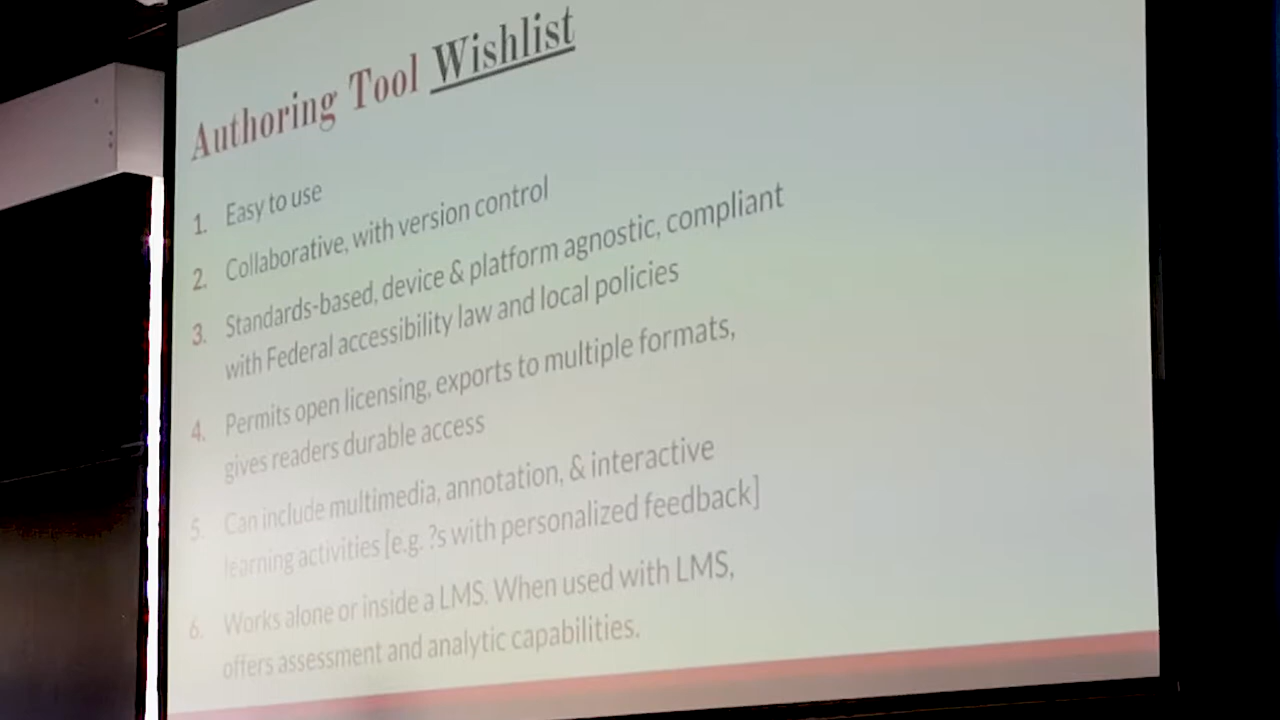 Authoring Tool Wishlist
1. Easy to use
2. Collaborative, with version control
3. Standards-based, device & platform agnostic, compliant
with Federal accessibility law and local policies
4. Permits open licensing, exports to multiple formats,
gives readers durable access
5. Can include multimedia, annotation, & interactive
learning activities [e.g. ?s with personalized feedback]
6. Works alone or inside a LMS. When used with LMS,
offers assessment and analytic capabilities.